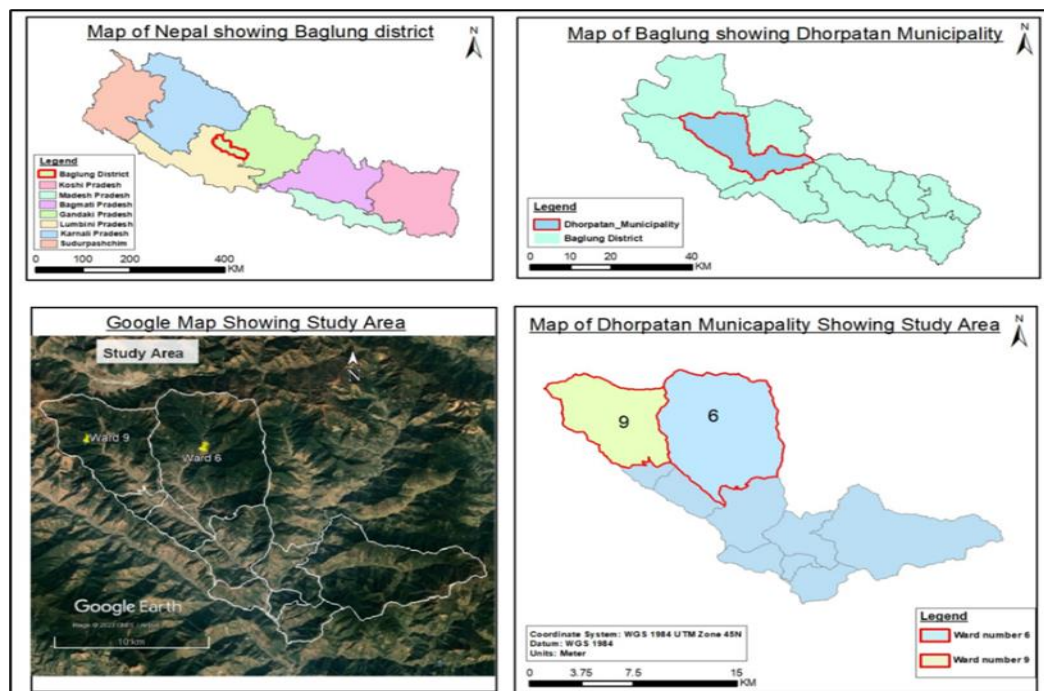 Map of Nepal showing Baglung district
N
Legend
Baglung District
Koshi Pradesh
Madesh Pradesh
Bagmati Pradesh
Gandaki Pradesh
Lumbini Pradesh
Karnali Pradesh
Sudurpashchim
0 100 200 400
KM
Map of Baglung showing Dhorpatan Municipality
N
Legend
Dhorpatan_Municipality
Baglung District
0 10 20 40
KM
Google Map Showing Study Area
Study Area
N
Ward 9
Ward 6
Google Earth
10 km
Map of Dhorpatan Municapality Showing Study Area
N
9
6
Coordinate System: WGS 1984 UTM Zone 45N
Datum: WGS 1984
Units: Meter
0 3.75 7.5 15
KM
Legend
Ward number 6
Ward number 9